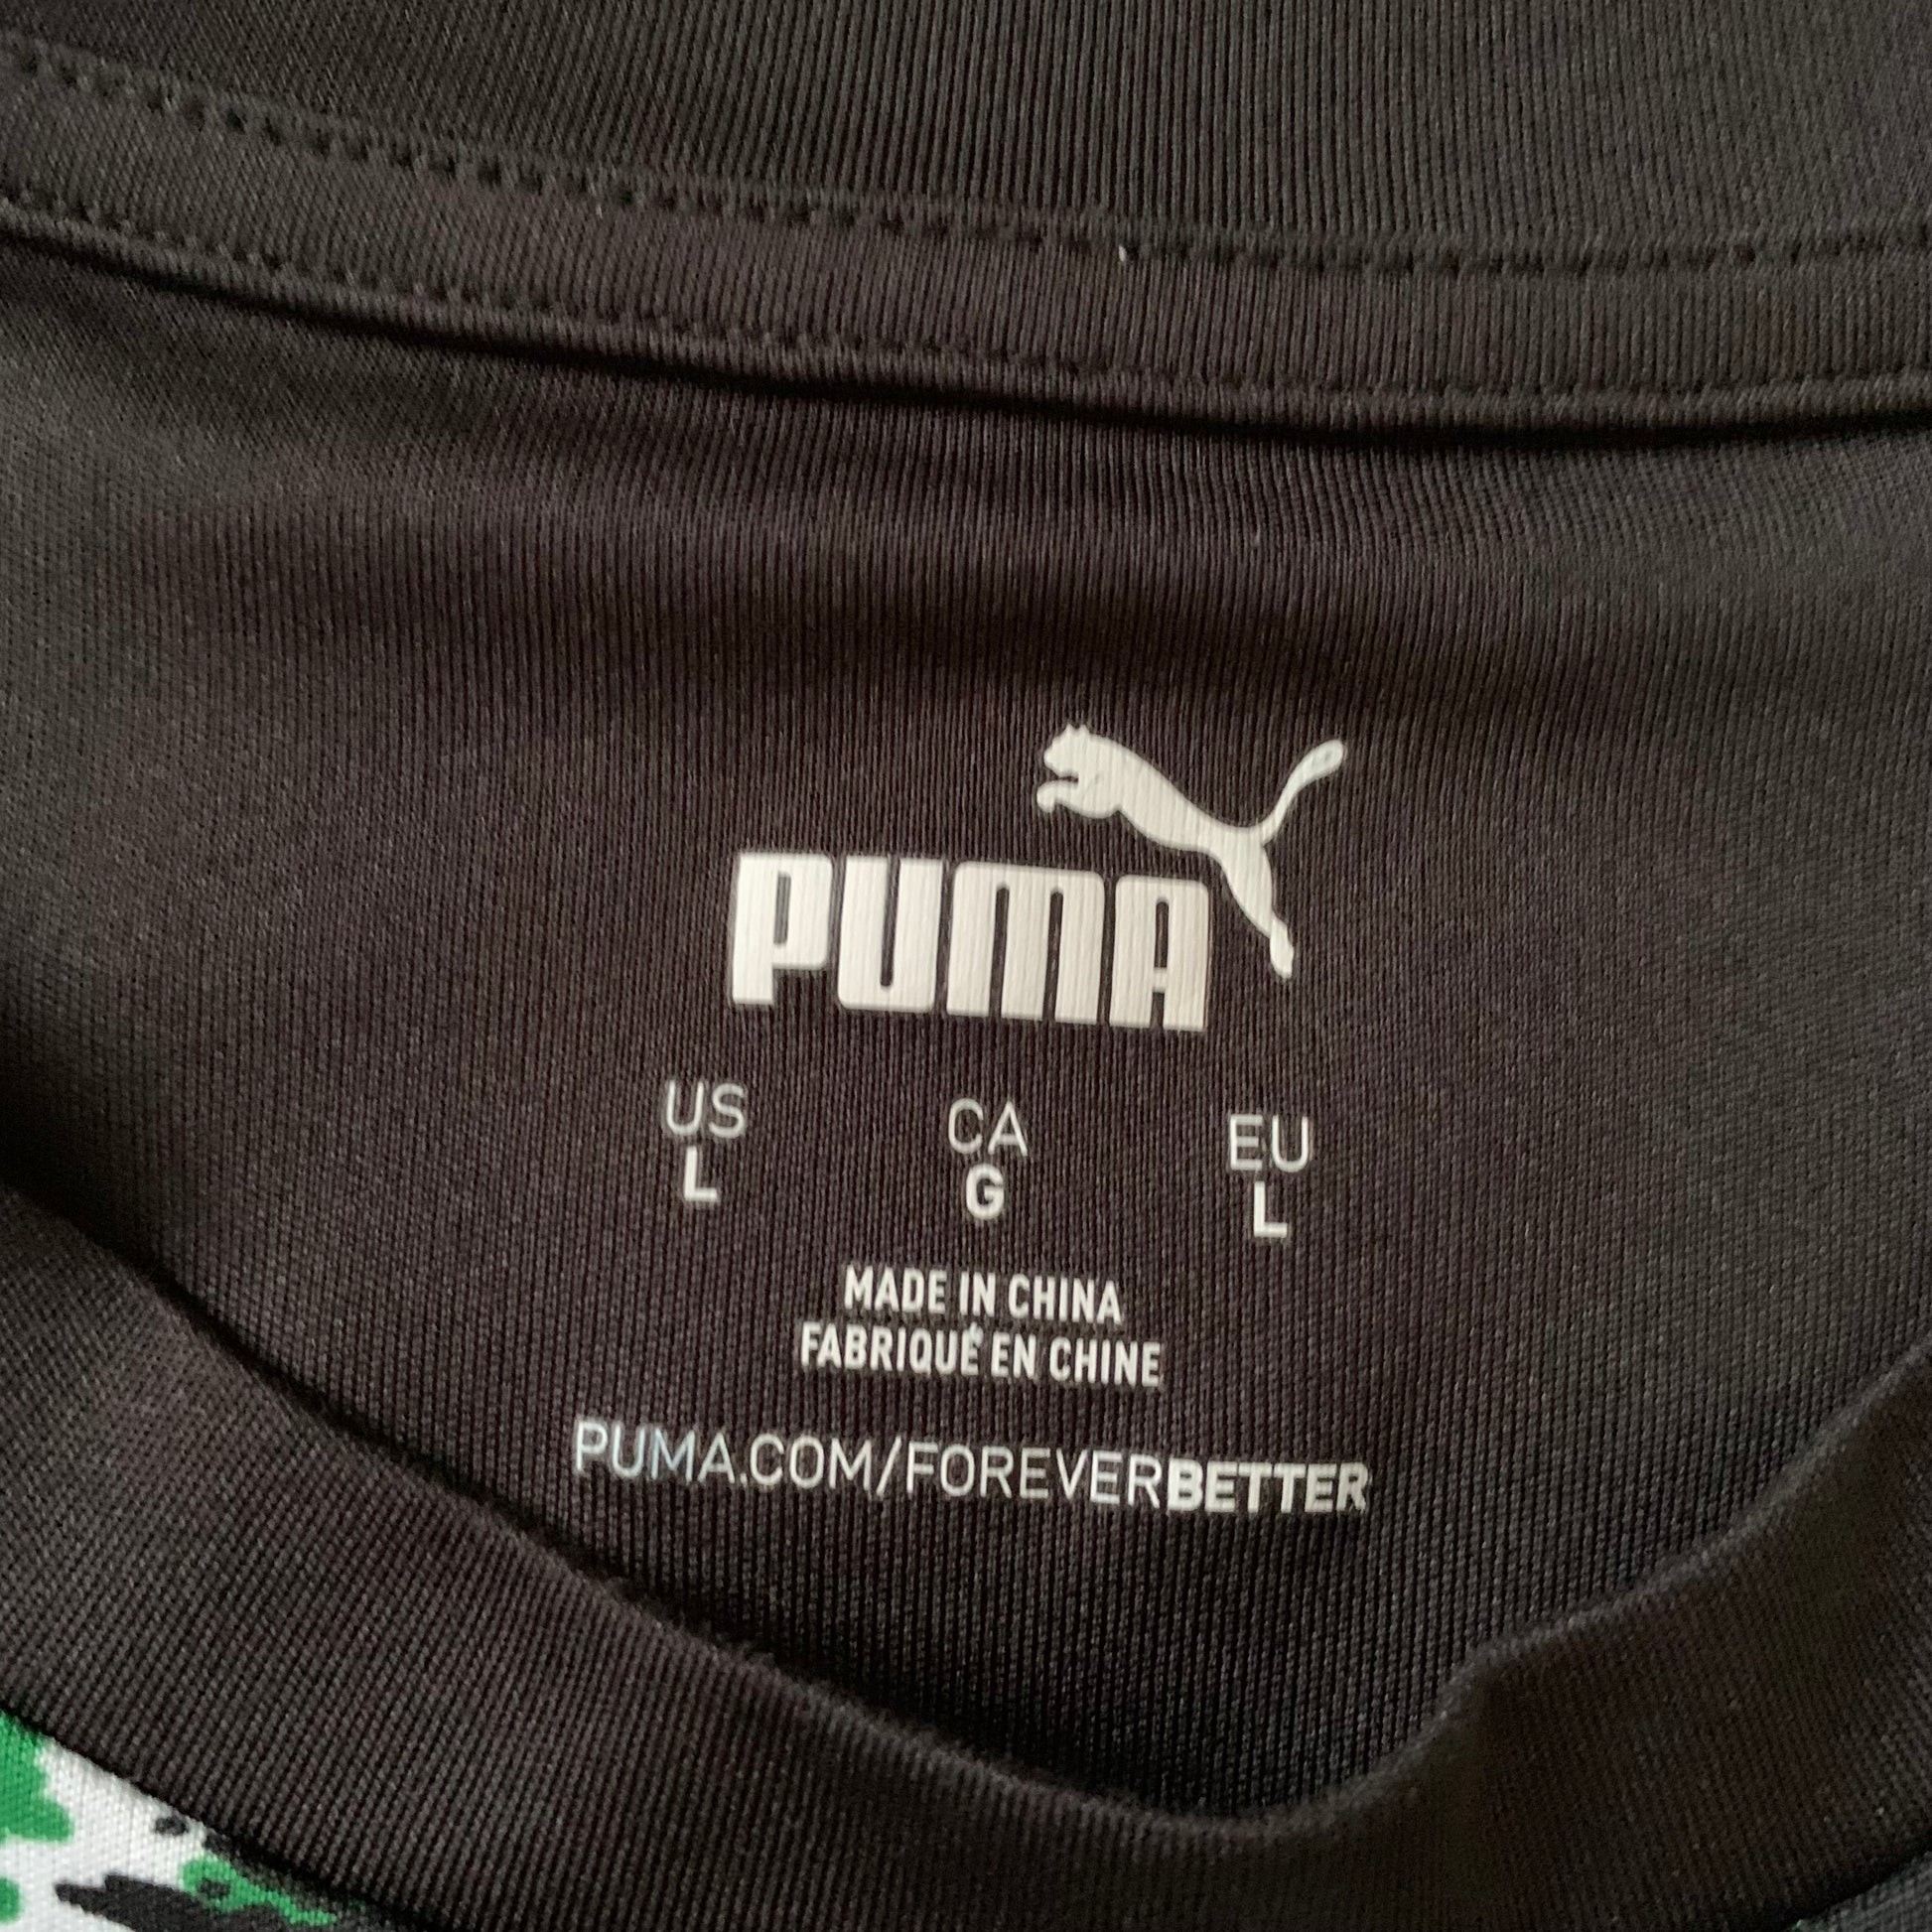 PUMA
US CA EU
L G L
MADE IN CHINA
FABRIQUÉ EN CHINE
PUMA.COM/FOREVERBETTER